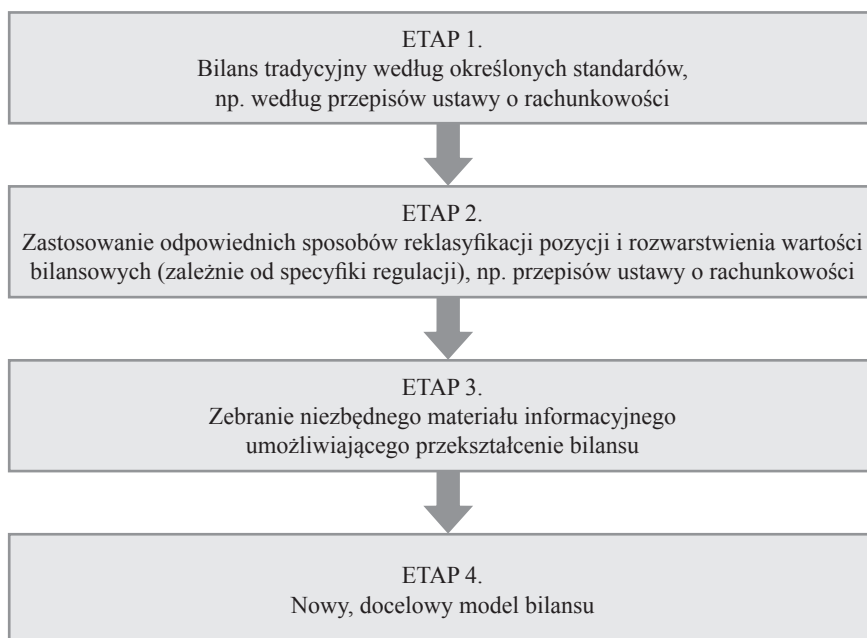 ETAP 1.
Bilans tradycyjny według określonych standardów,
np. według przepisów ustawy o rachunkowości
ETAP 2.
Zastosowanie odpowiednich sposobów reklasyfikacji pozycji i rozwarstwienia wartości
bilansowych (zależnie od specyfiki regulacji), np. przepisów ustawy o rachunkowości
ETAP 3.
Zebranie niezbędnego materiału informacyjnego
umożliwiającego przekształcenie bilansu
ETAP 4.
Nowy, docelowy model bilansu